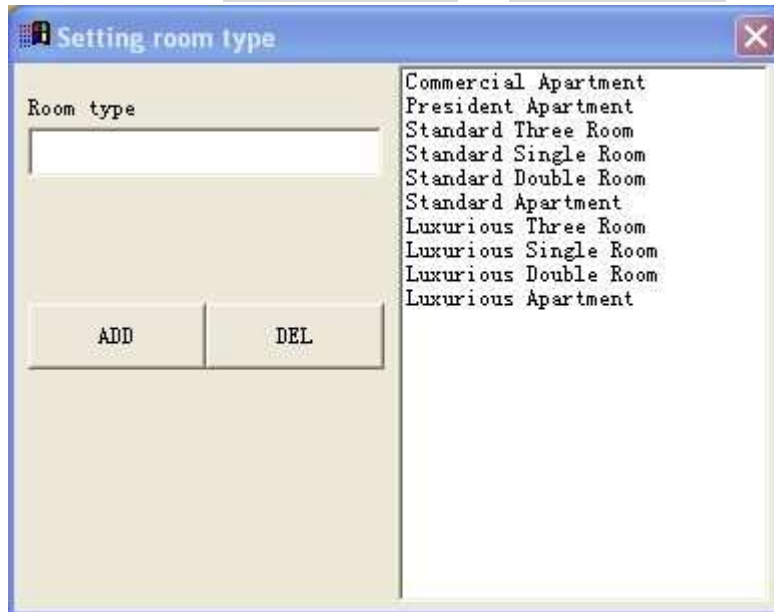 Setting room type
Room type
ADD
DEL
Commercial Apartment
President Apartment
Standard Three Room
Standard Single Room
Standard Double Room
Standard Apartment
Luxurious Three Room
Luxurious Single Room
Luxurious Double Room
Luxurious Apartment